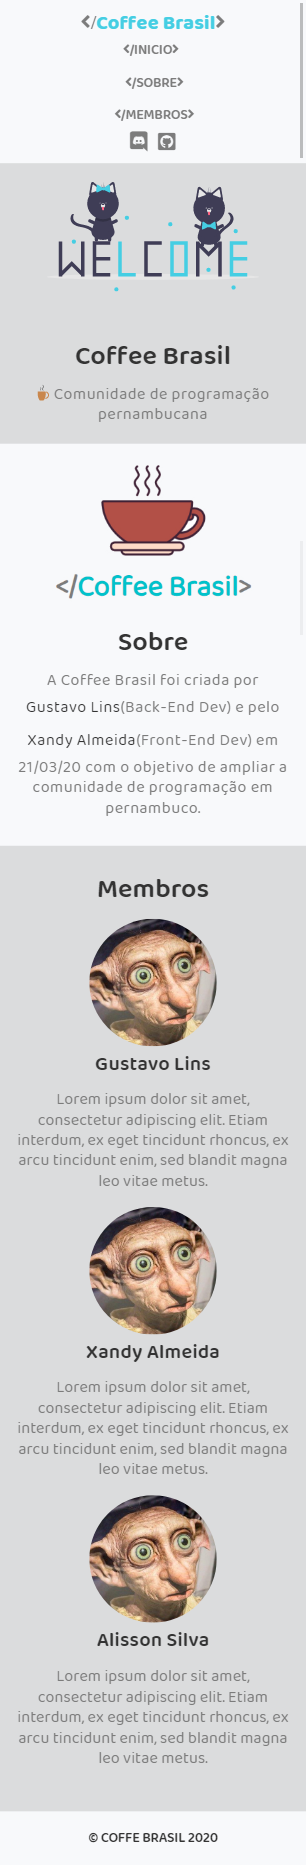 </Coffee Brasil>
</INICIO>
</SOBRE>
</MEMBROS>
WELCOME
Coffee Brasil
Comunidade de programação
pernambucana
</Coffee Brasil>
Sobre
A Coffee Brasil foi criada por
Gustavo Lins(Back-End Dev) e pelo
Xandy Almeida(Front-End Dev) em
21/03/20 com o objetivo de ampliar a
comunidade de programação em
pernambuco.
Membros
Gustavo Lins
Lorem ipsum dolor sit amet,
consectetur adipiscing elit. Etiam
interdum, ex eget tincidunt rhoncus, ex
arcu tincidunt enim, sed blandit magna
leo vitae metus.
Xandy Almeida
Lorem ipsum dolor sit amet,
consectetur adipiscing elit. Etiam
interdum, ex eget tincidunt rhoncus, ex
arcu tincidunt enim, sed blandit magna
leo vitae metus.
Alisson Silva
Lorem ipsum dolor sit amet,
consectetur adipiscing elit. Etiam
interdum, ex eget tincidunt rhoncus, ex
arcu tincidunt enim, sed blandit magna
leo vitae metus.
© COFFE BRASIL 2020